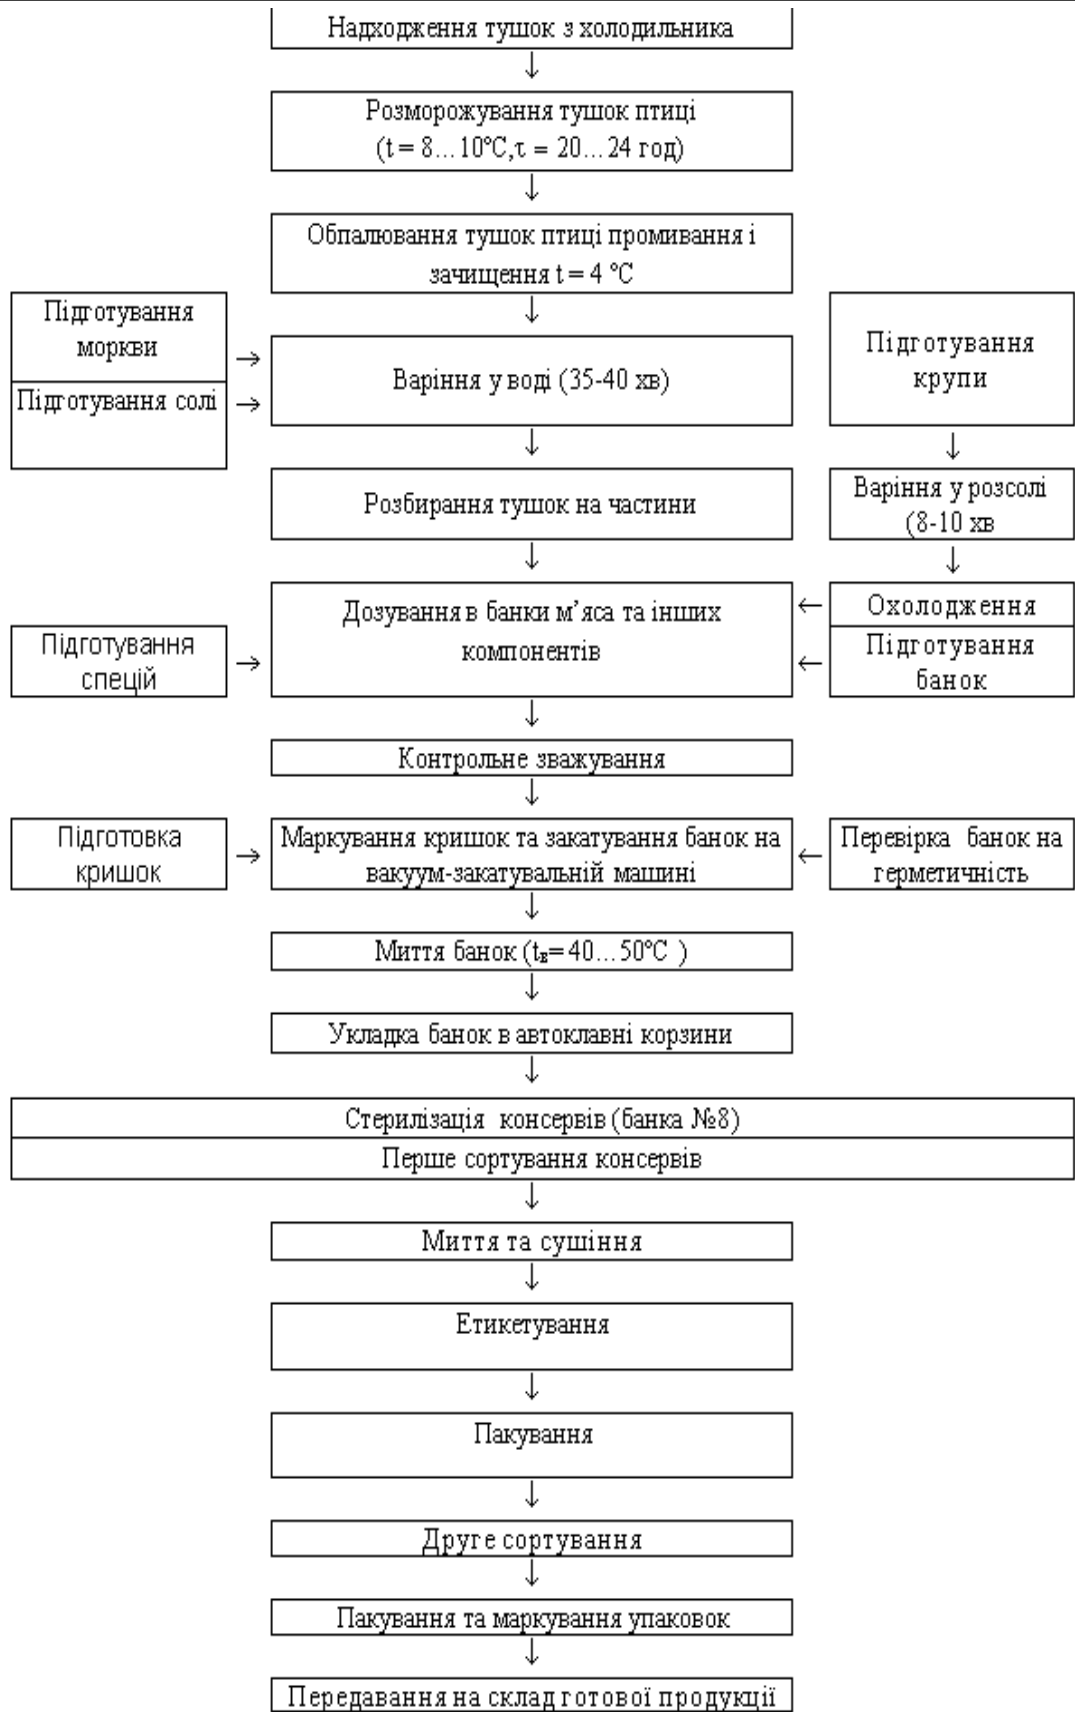 Надходження тушок з холодильника
Розморожування тушок птиці
(t = 8...10°C,τ = 20...24 год)
Обпалювання тушок птиці промивання і
зачищення t = 4 °C
Підготування
моркви
Підготування солі
Варіння у воді (35-40 хв)
Підготування
крупи
Розбирання тушок на частини
Варіння у розсолі
(8-10 хв
Дозування в банки м’яса та інших
компонентів
Охолодження
Підготування
спецій
Підготування
банок
Контрольне зважування
Підготовка
кришок
Маркування кришок та закатування банок на
вакуум-закатувальній машині
Перевірка банок на
герметичність
Миття банок (tв= 40...50°C )
Укладка банок в автоклавні корзини
Стерилізація консервів (банка №8)
Перше сортування консервів
Миття та сушіння
Етикетування
Пакування
Друге сортування
Пакування та маркування упаковок
Передавання на склад готової продукції